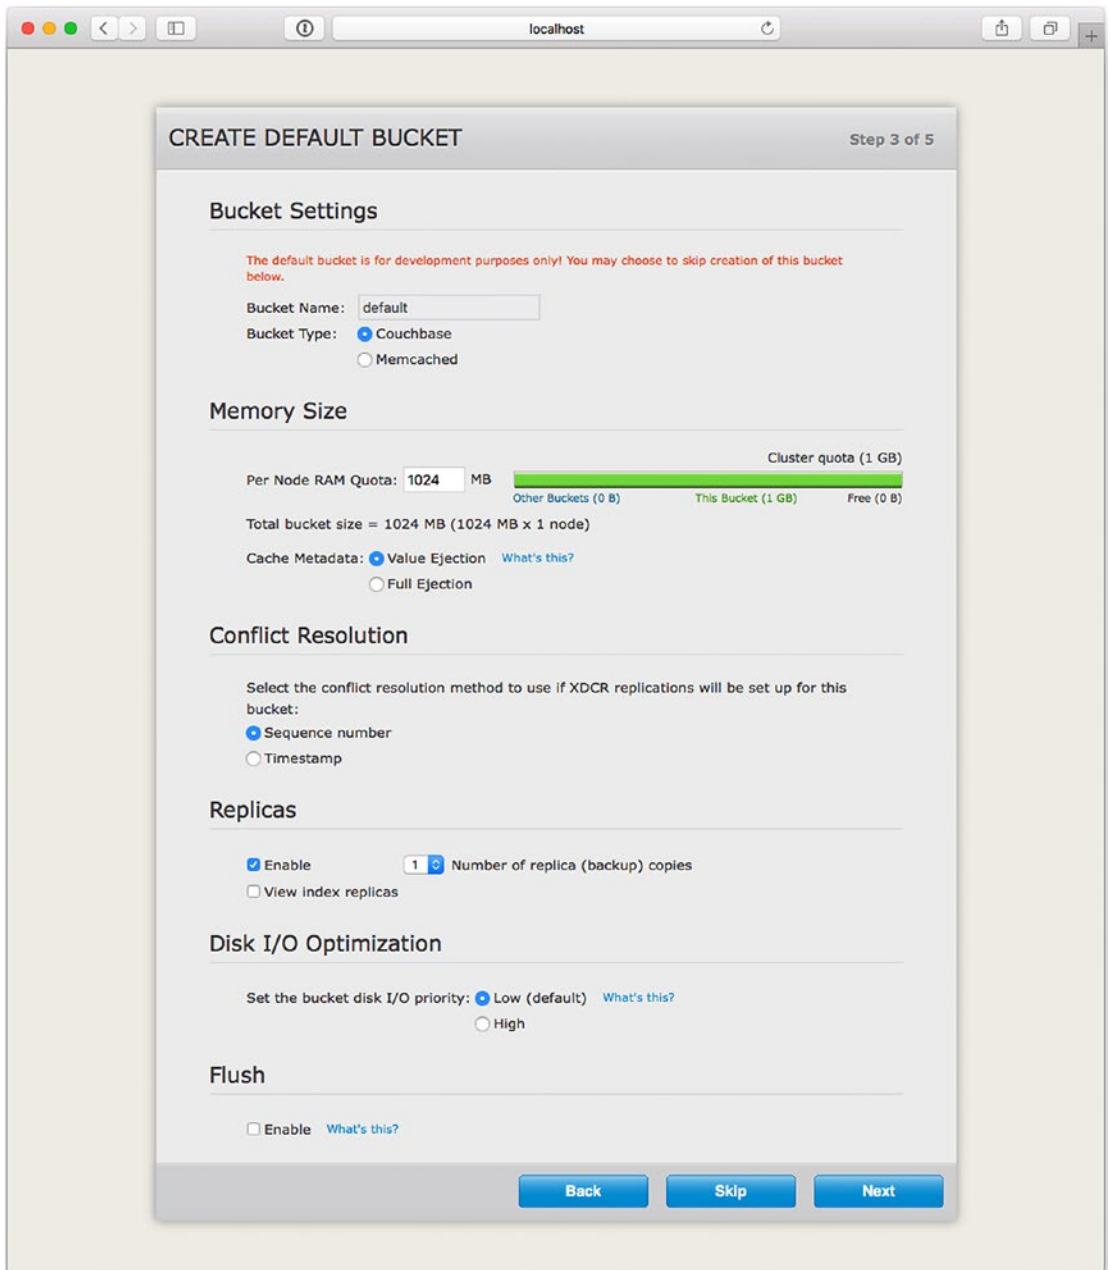 localhost
CREATE DEFAULT BUCKET
Step 3 of 5
Bucket Settings
The default bucket is for development purposes only! You may choose to skip creation of this bucket
below.
Bucket Name: default
Bucket Type: Couchbase
Memcached
Memory Size
Cluster quota (1 GB)
Per Node RAM Quota: 1024 MB
Other Buckets (0 B) This Bucket (1 GB) Free (0 B)
Total bucket size = 1024 MB (1024 MB x 1 node)
Cache Metadata: Value Ejection What's this?
Full Ejection
Conflict Resolution
Select the conflict resolution method to use if XDCR replications will be set up for this
bucket:
Sequence number
Timestamp
Replicas
Enable 1 Number of replica (backup) copies
View index replicas
Disk I/O Optimization
Set the bucket disk I/O priority: Low (default) What's this?
High
Flush
Enable What's this?
Back Skip Next